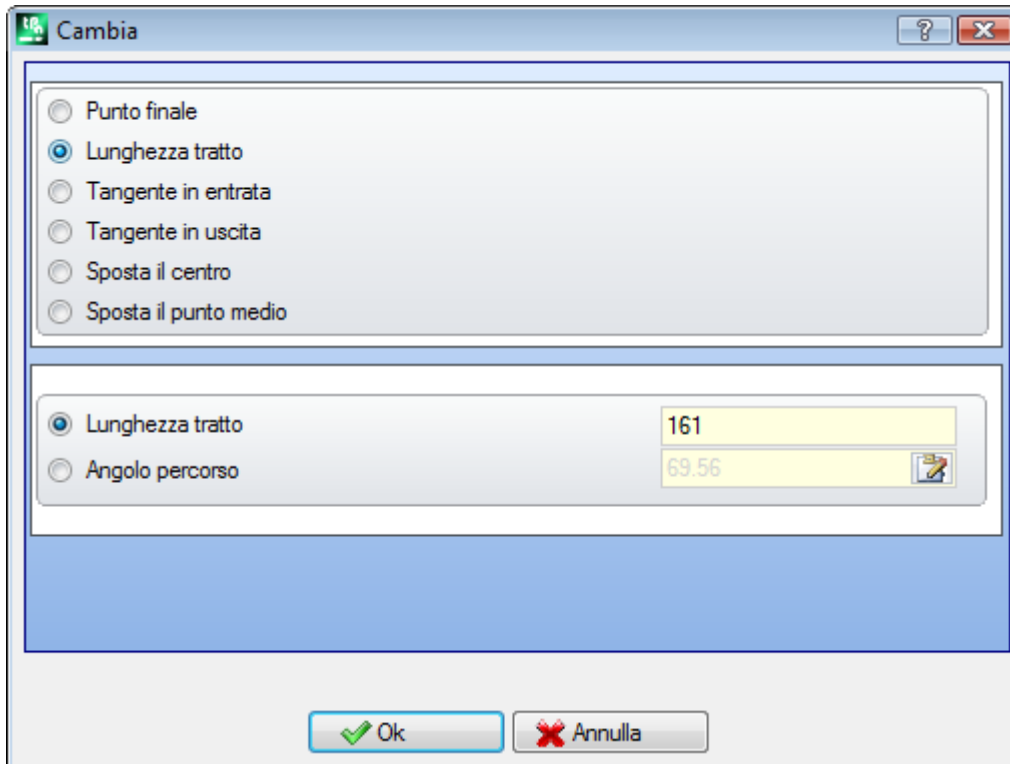 Cambia
Punto finale
Lunghezza tratto
Tangente in entrata
Tangente in uscita
Sposta il centro
Sposta il punto medio
Lunghezza tratto 161
Angolo percorso 69.56
Ok Annulla